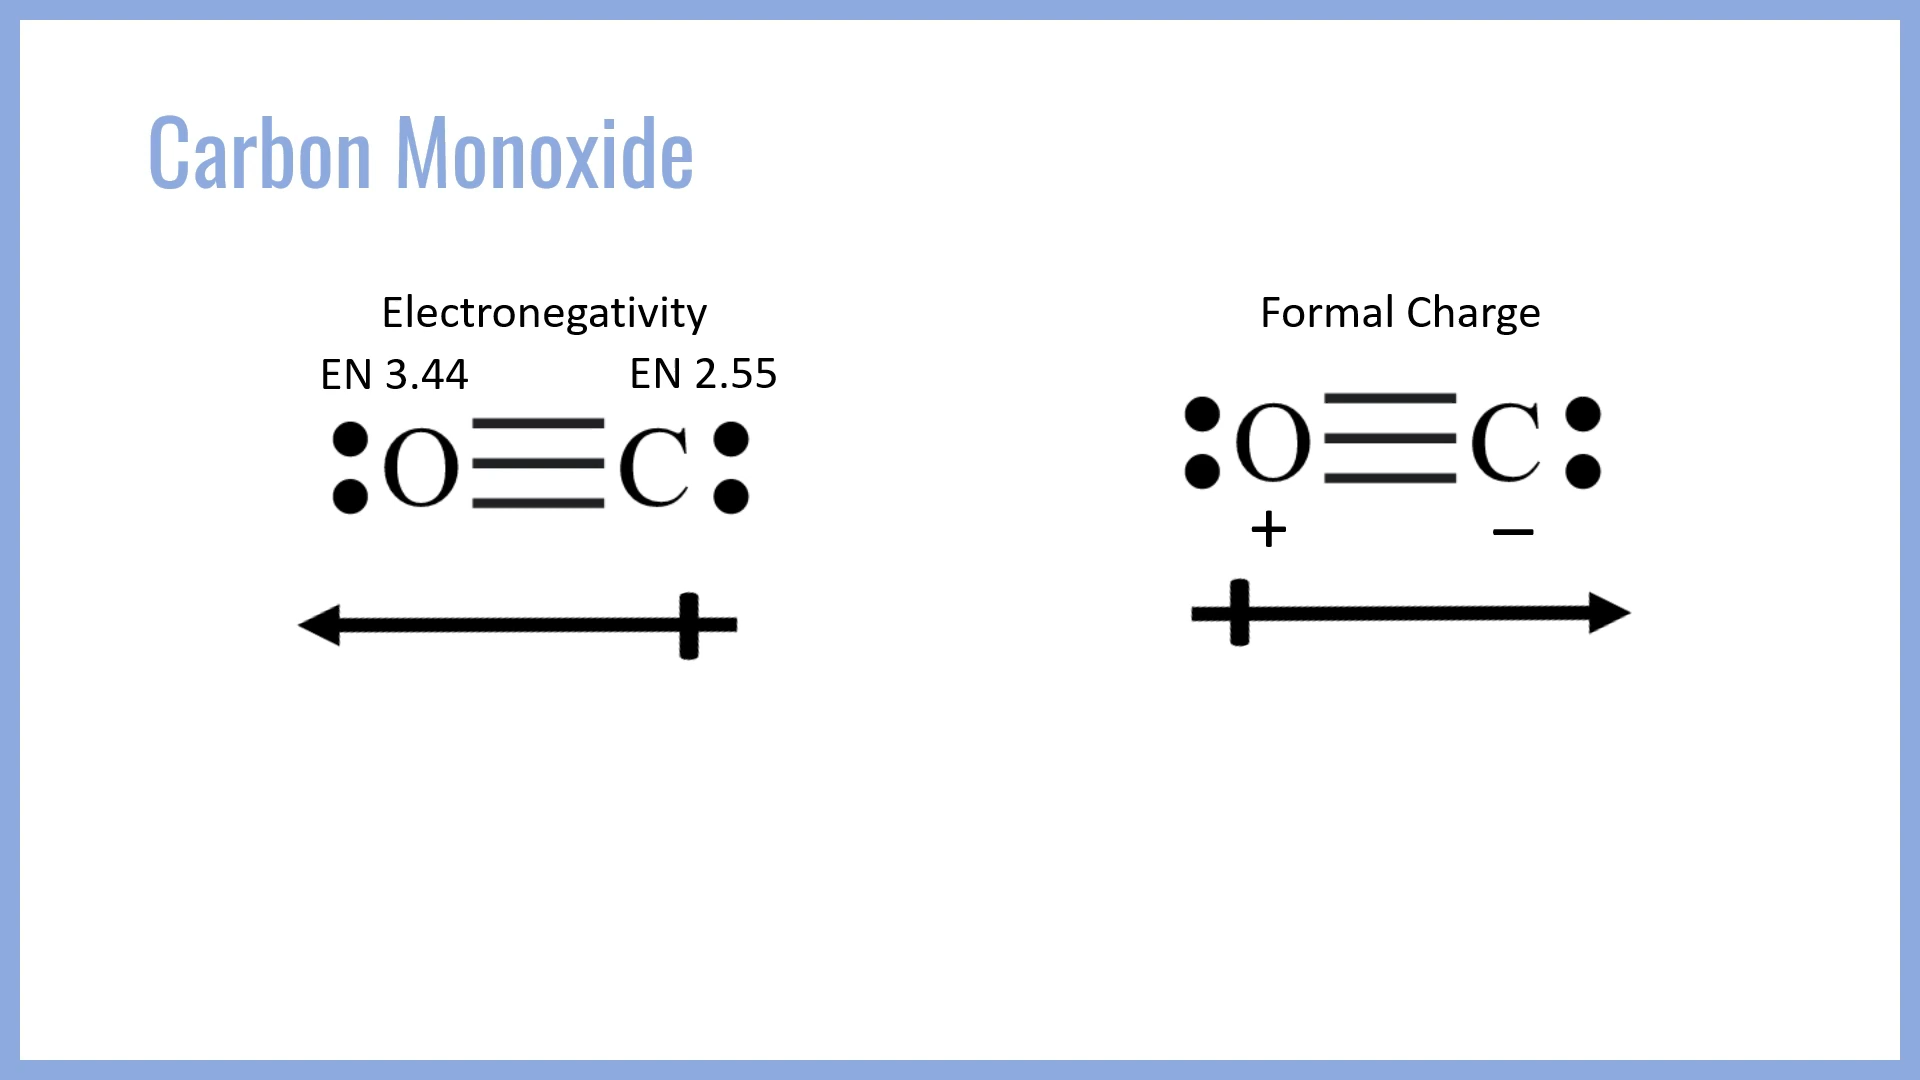 Carbon Monoxide
Electronegativity
EN 3.44 EN 2.55
:O≡C:
Formal Charge
:O≡C:
+ −